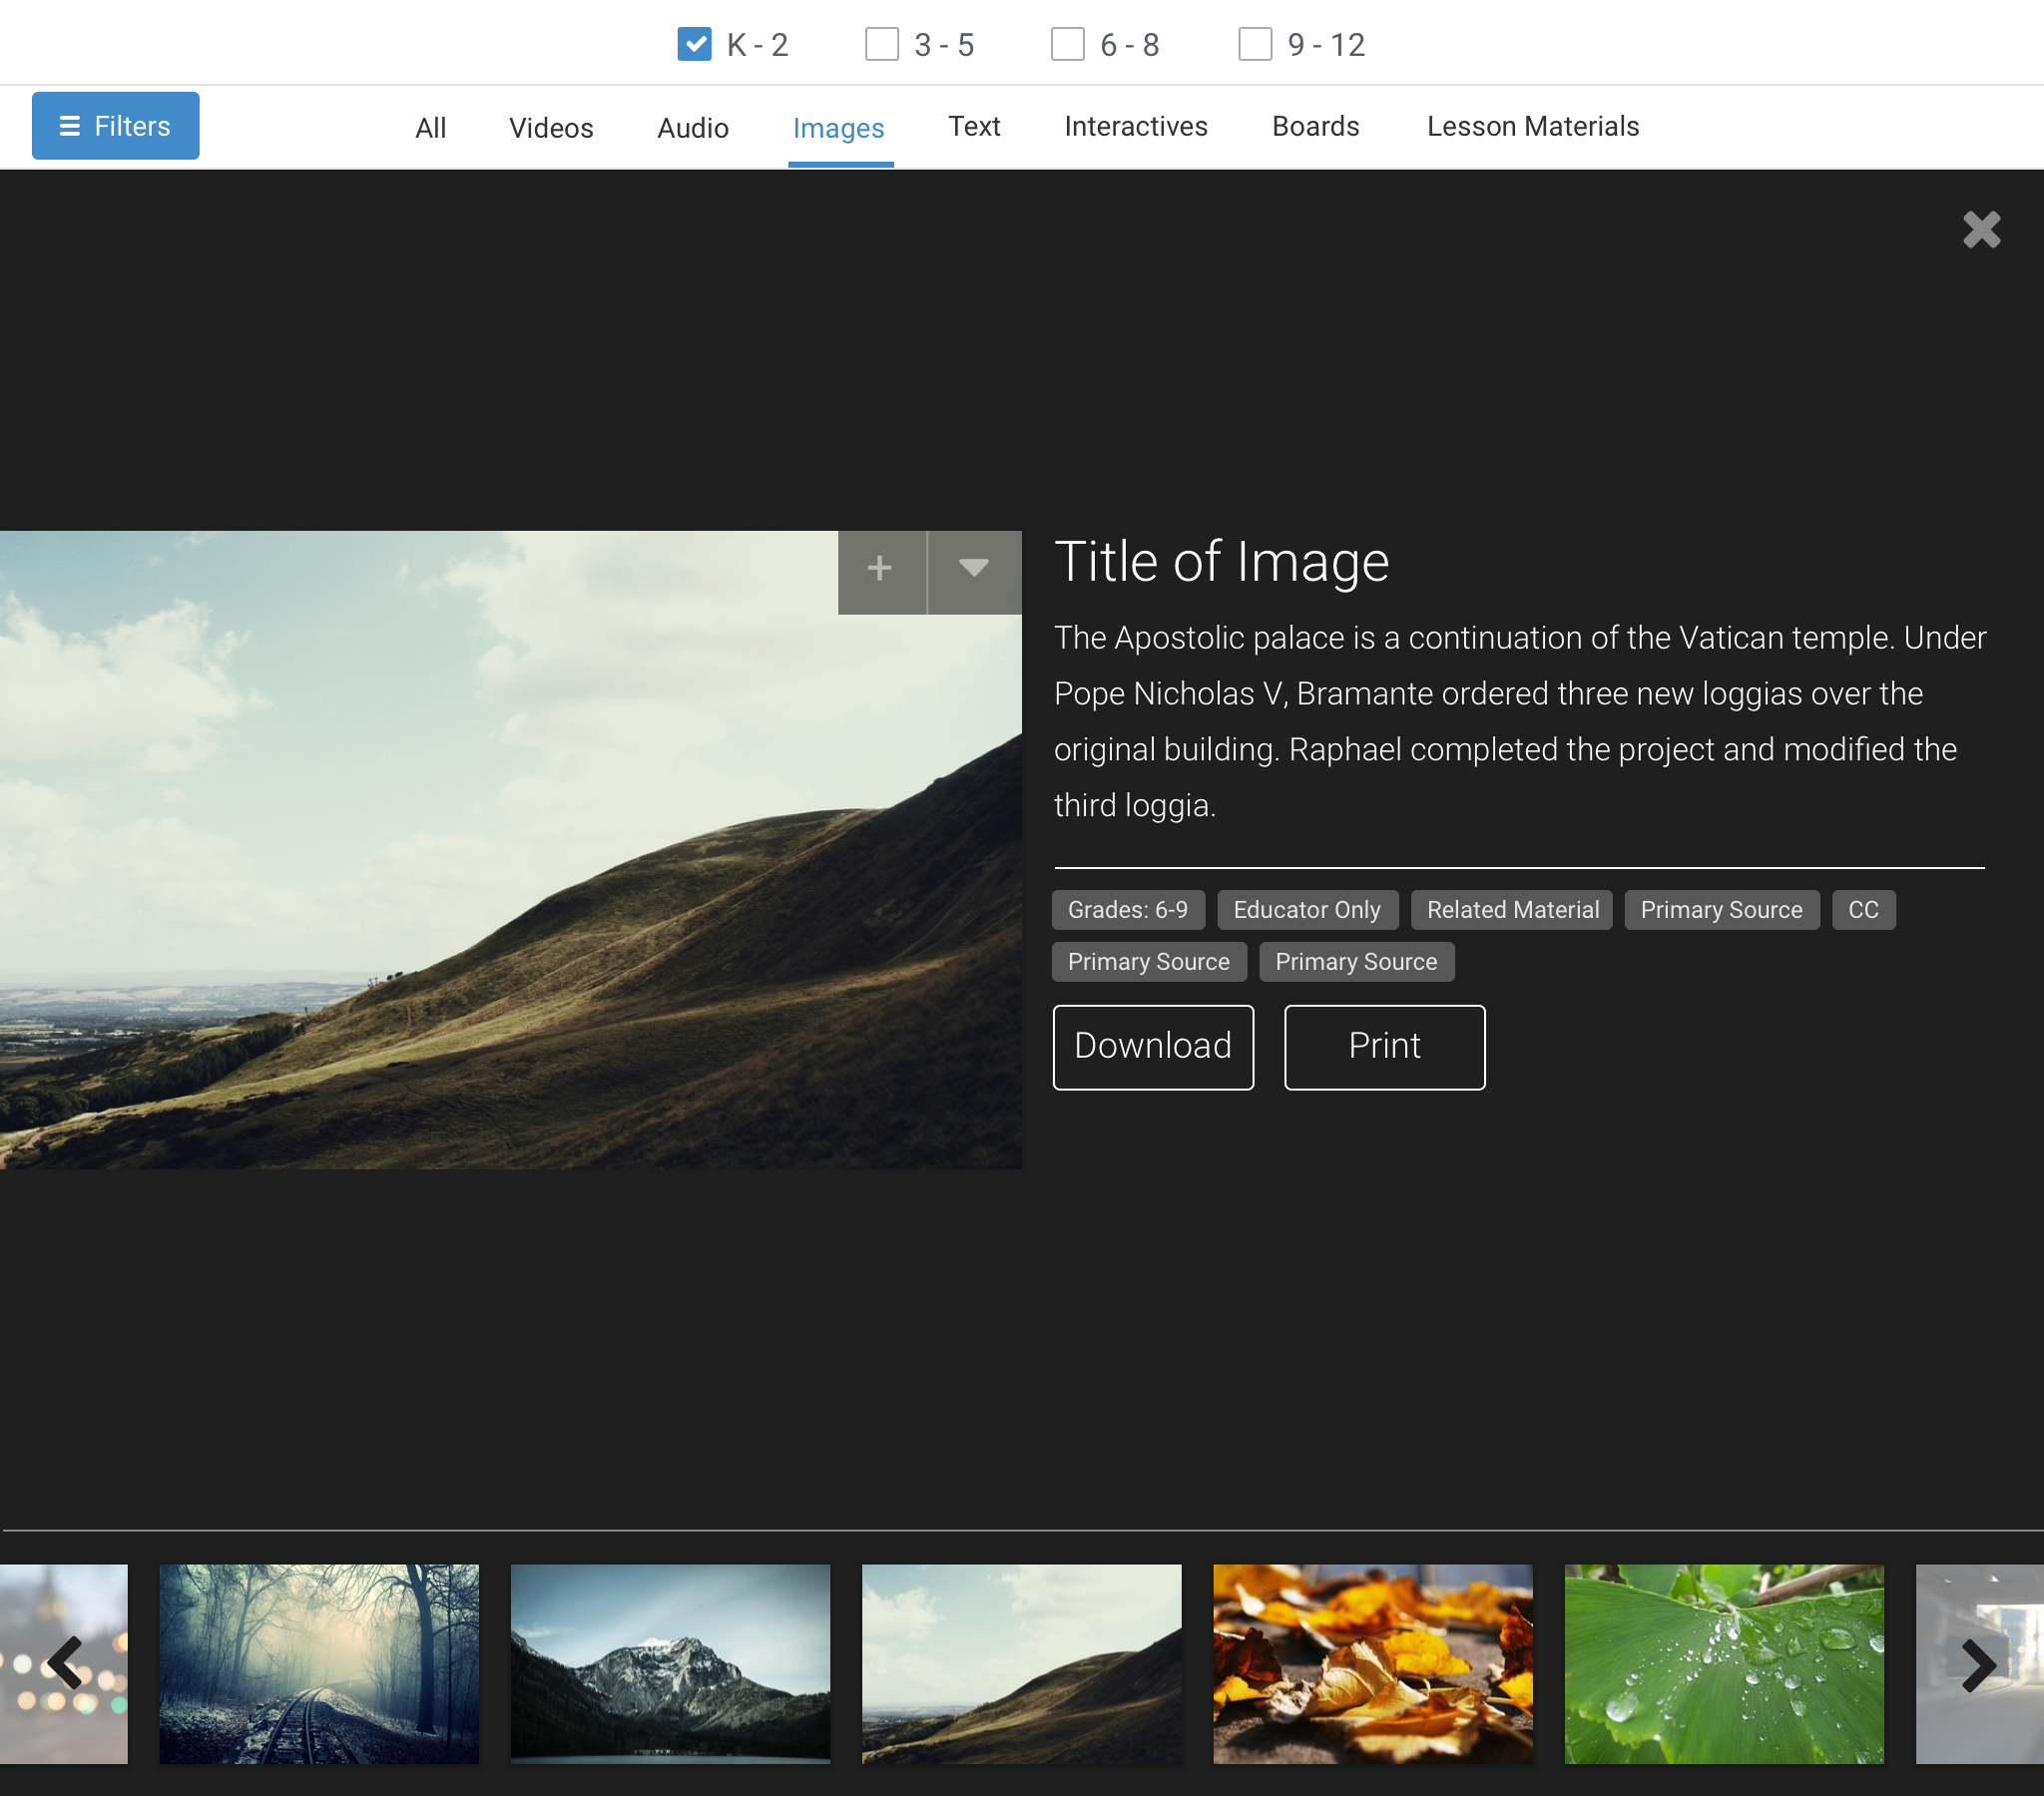 K - 2 3 - 5 6 - 8 9 - 12
Filters All Videos Audio Images Text Interactives Boards Lesson Materials
Title of Image
The Apostolic palace is a continuation of the Vatican temple. Under
Pope Nicholas V, Bramante ordered three new loggias over the
original building. Raphael completed the project and modified the
third loggia.
Grades: 6-9 Educator Only Related Material Primary Source CC
Primary Source Primary Source
Download Print